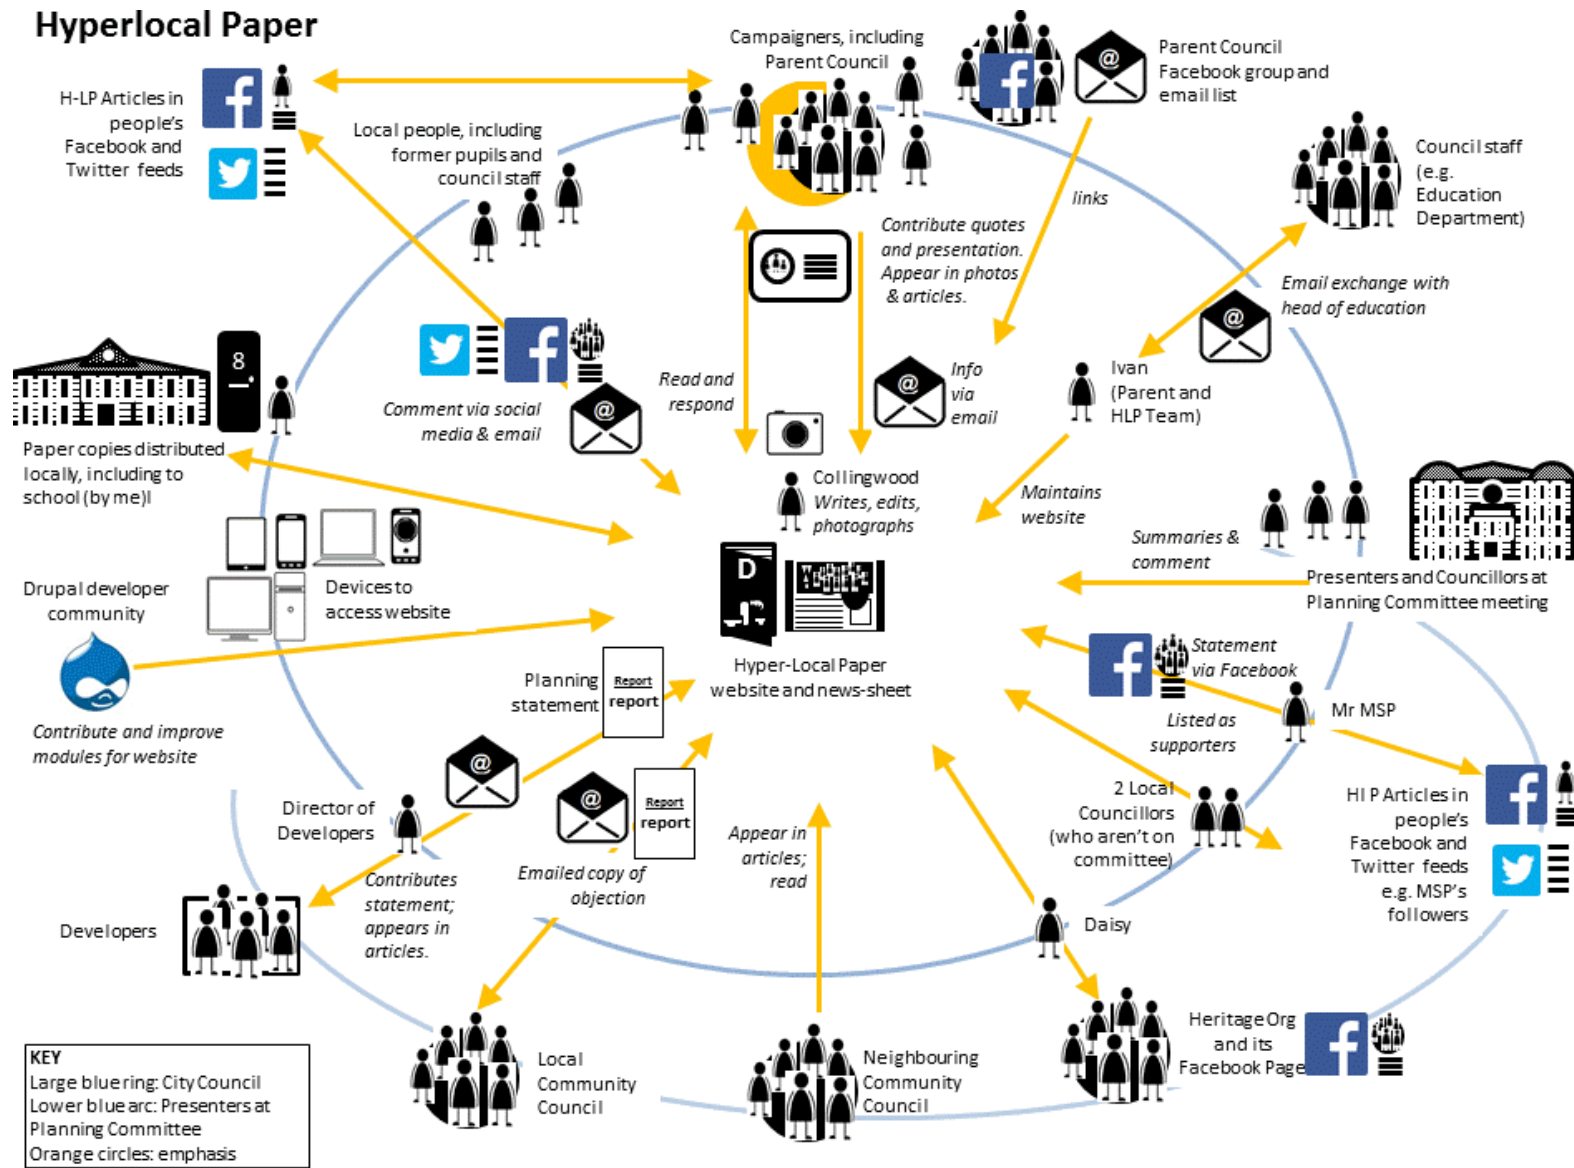 Hyperlocal Paper
H-LP Articles in
people's
Facebook and
Twitter feeds
Local people, including
former pupils and
council staff
Campaigners, including
Parent Council
Parent Council
Facebook group and
email list
Council staff
(e.g.
Education
Department)
links
Contribute quotes
and presentation.
Appear in photos
& articles.
Email exchange with
head of education
@
@
@
@
8
Read and
respond
Info
via
email
Ivan
(Parent and
HLP Team)
Comment via social
media & email
Paper copies distributed
locally, including to
school (by me)l
Collingwood
Writes, edits,
photographs
Maintains
website
Summaries &
comment
Presenters and Councillors at
Planning Committee meeting
Drupal developer
community
Devices to
access website
D
Hyper-Local Paper
website and news-sheet
Planning
statement
Report
report
Statement
via Facebook
Listed as
supporters
Mr MSP
Contribute and improve
modules for website
@
@
Report
report
Director of
Developers
2 Local
Councillors
(who aren't on
committee)
HI P Articles in
people's
Facebook and
Twitter feeds
e.g. MSP's
followers
Appear in
articles;
read
Emailed copy of
objection
Contributes
statement;
appears in
articles.
Developers
Daisy
Local
Community
Council
Neighbouring
Community
Council
Heritage Org
and its
Facebook Page
KEY
Large blue ring: City Council
Lower blue arc: Presenters at
Planning Committee
Orange circles: emphasis